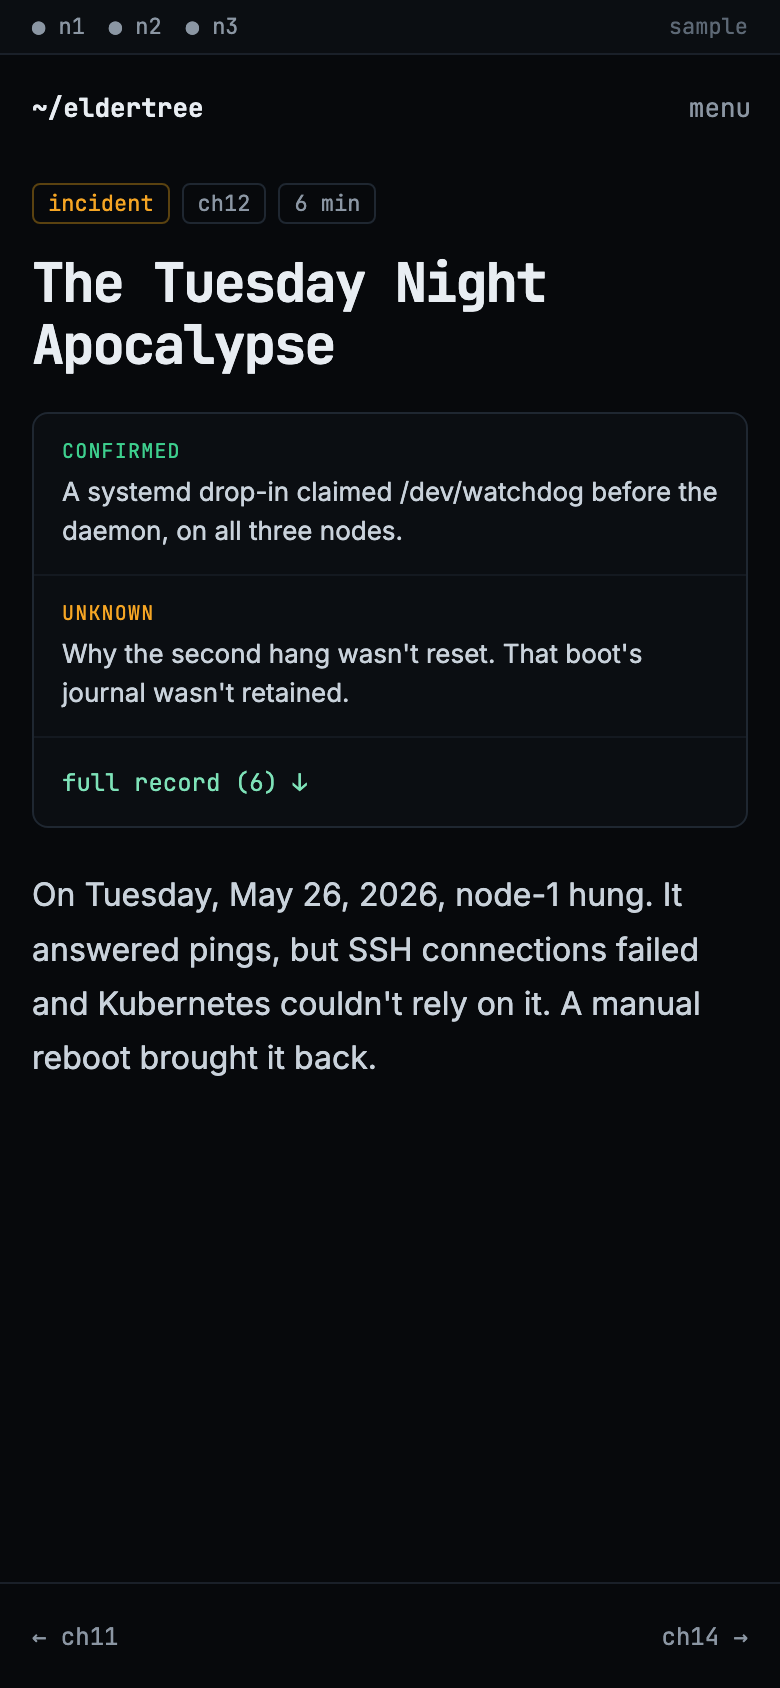 ● n1 ● n2 ● n3 sample
~/eldertree menu
incident ch12 6 min
The Tuesday Night
Apocalypse
CONFIRMED
A systemd drop-in claimed /dev/watchdog before the
daemon, on all three nodes.
UNKNOWN
Why the second hang wasn't reset. That boot's
journal wasn't retained.
full record (6) ↓
On Tuesday, May 26, 2026, node-1 hung. It
answered pings, but SSH connections failed
and Kubernetes couldn't rely on it. A manual
reboot brought it back.
← ch11 ch14 →